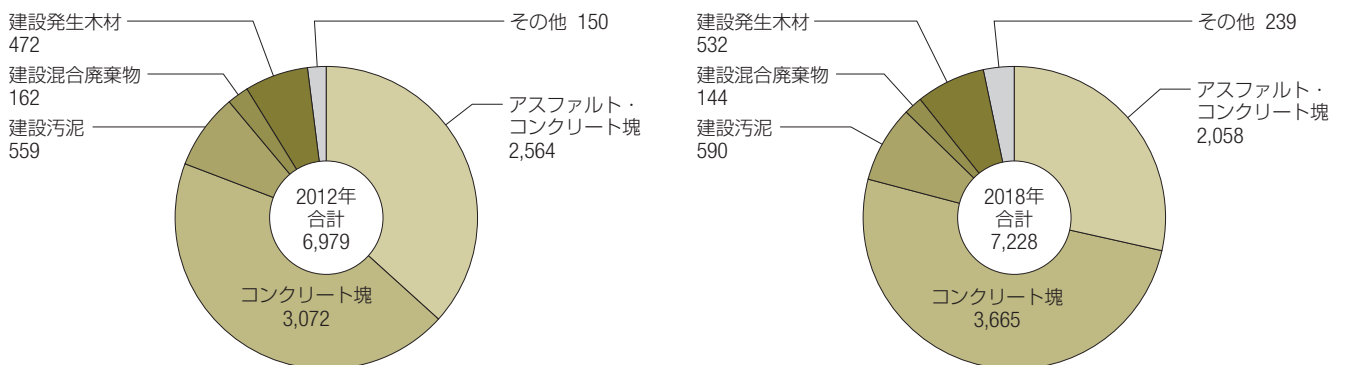 建設発生木材
472
建設混合廃棄物
162
建設汚泥
559
その他 150
アスファルト・
コンクリート塊
2,564
2012年
合計
6,979
コンクリート塊
3,072
建設発生木材
532
建設混合廃棄物
144
建設汚泥
590
その他 239
アスファルト・
コンクリート塊
2,058
2018年
合計
7,228
コンクリート塊
3,665